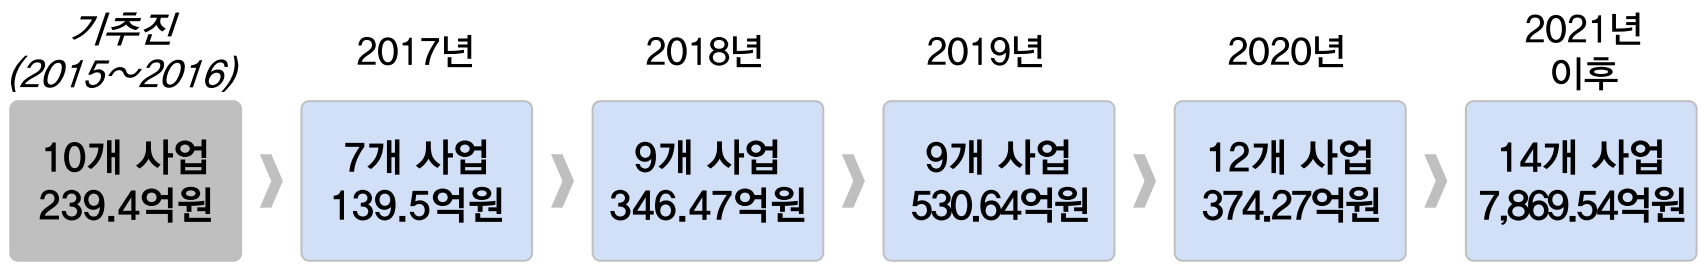 기추진
(2015~2016)
10개 사업
239.4억원
2017년
7개 사업
139.5억원
2018년
9개 사업
346.47억원
2019년
9개 사업
530.64억원
2020년
12개 사업
374.27억원
2021년
이후
14개 사업
7,869.54억원